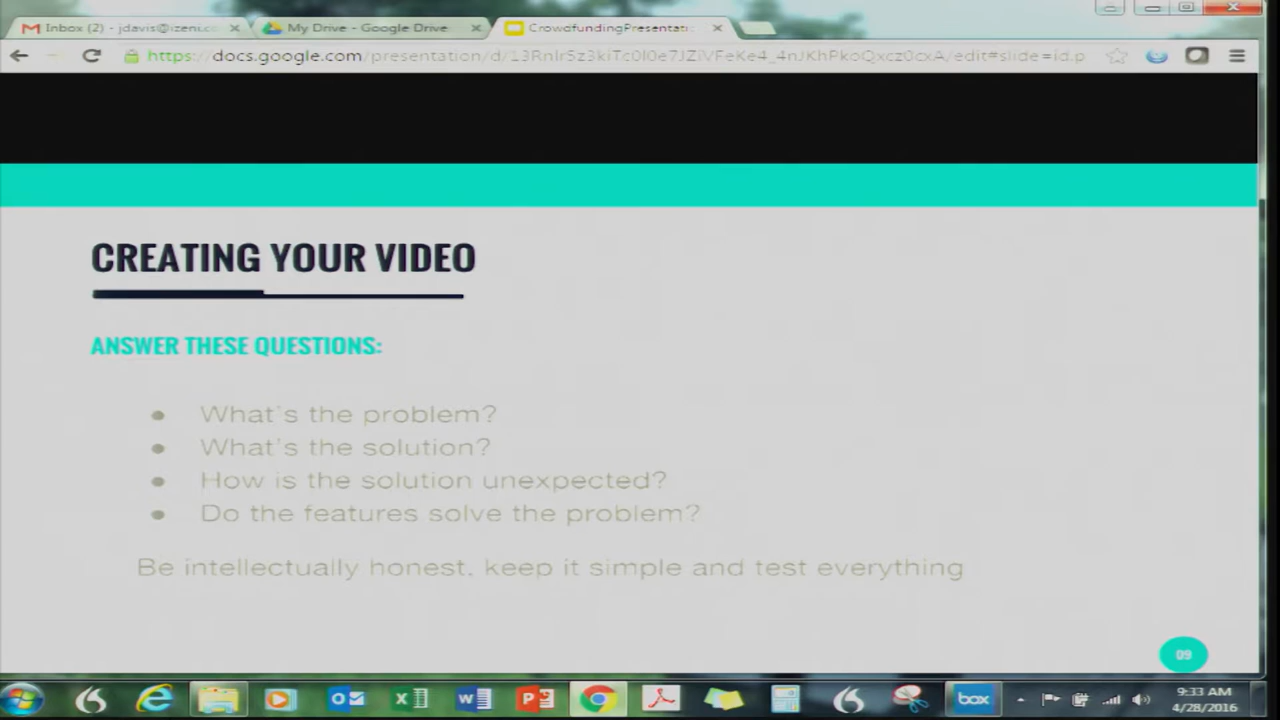 Inbox (2) - jdavis@izeni.c
My Drive - Google Drive
CrowdfundingPresentati
docs.google.com
CREATING YOUR VIDEO
ANSWER THESE QUESTIONS:
What's the problem?
What's the solution?
How is the solution unexpected?
Do the features solve the problem?
Be intellectually honest, keep it simple and test everything
09
box
9:33 AM
4/28/2016